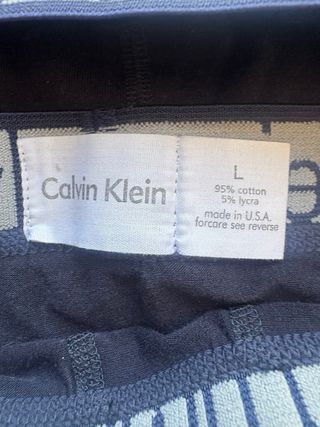 Calvin Klein
L
95% cotton
5% lycra
made in U.S.A.
forcare see reverse